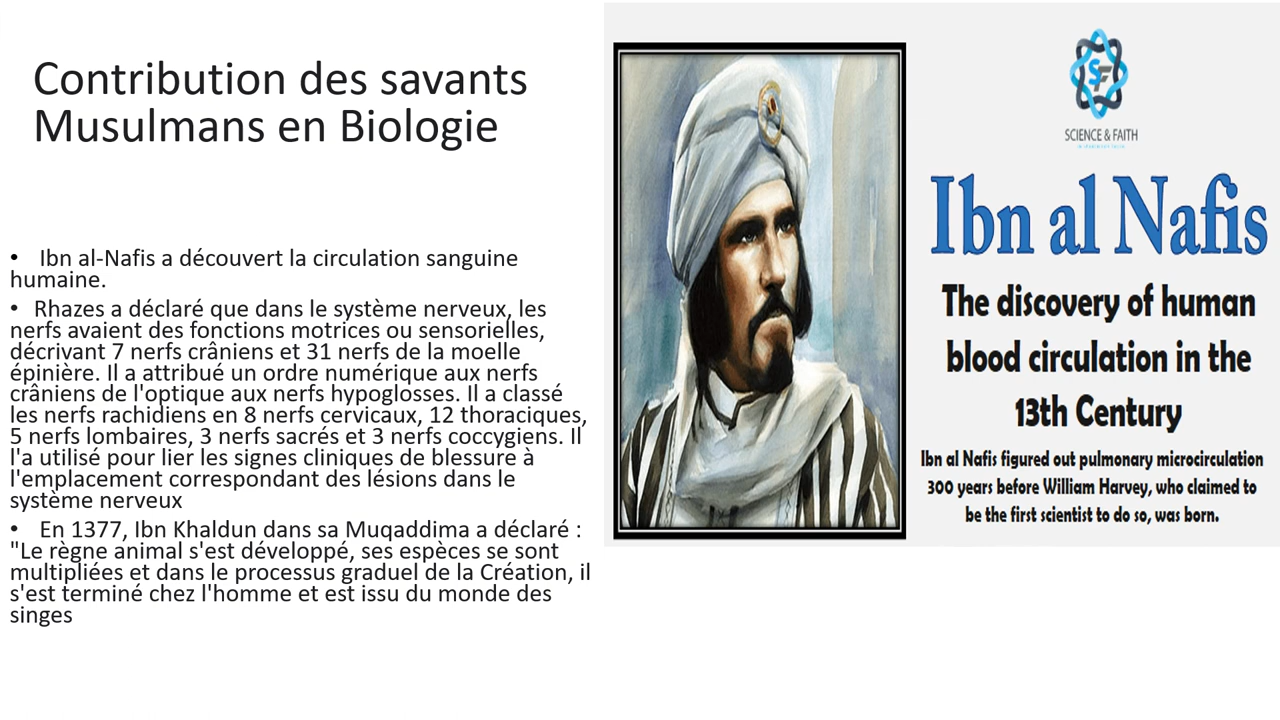 Contribution des savants
Musulmans en Biologie
• Ibn al-Nafis a découvert la circulation sanguine
humaine.
• Rhazes a déclaré que dans le système nerveux, les
nerfs avaient des fonctions motrices ou sensorielles,
décrivant 7 nerfs crâniens et 31 nerfs de la moelle
épinière. Il a attribué un ordre numérique aux nerfs
crâniens de l'optique aux nerfs hypoglosses. Il a classé
les nerfs rachidiens en 8 nerfs cervicaux, 12 thoraciques,
5 nerfs lombaires, 3 nerfs sacrés et 3 nerfs coccygiens. Il
l'a utilisé pour lier les signes cliniques de blessure à
l'emplacement correspondant des lésions dans le
système nerveux
• En 1377, Ibn Khaldun dans sa Muqaddima a déclaré :
"Le règne animal s'est développé, ses espèces se sont
multipliées et dans le processus graduel de la Création, il
s'est terminé chez l'homme et est issu du monde des
singes
SF
SCIENCE & FAITH
Ibn al Nafis
The discovery of human
blood circulation in the
13th Century
Ibn al Nafis figured out pulmonary microcirculation
300 years before William Harvey, who claimed to
be the first scientist to do so, was born.